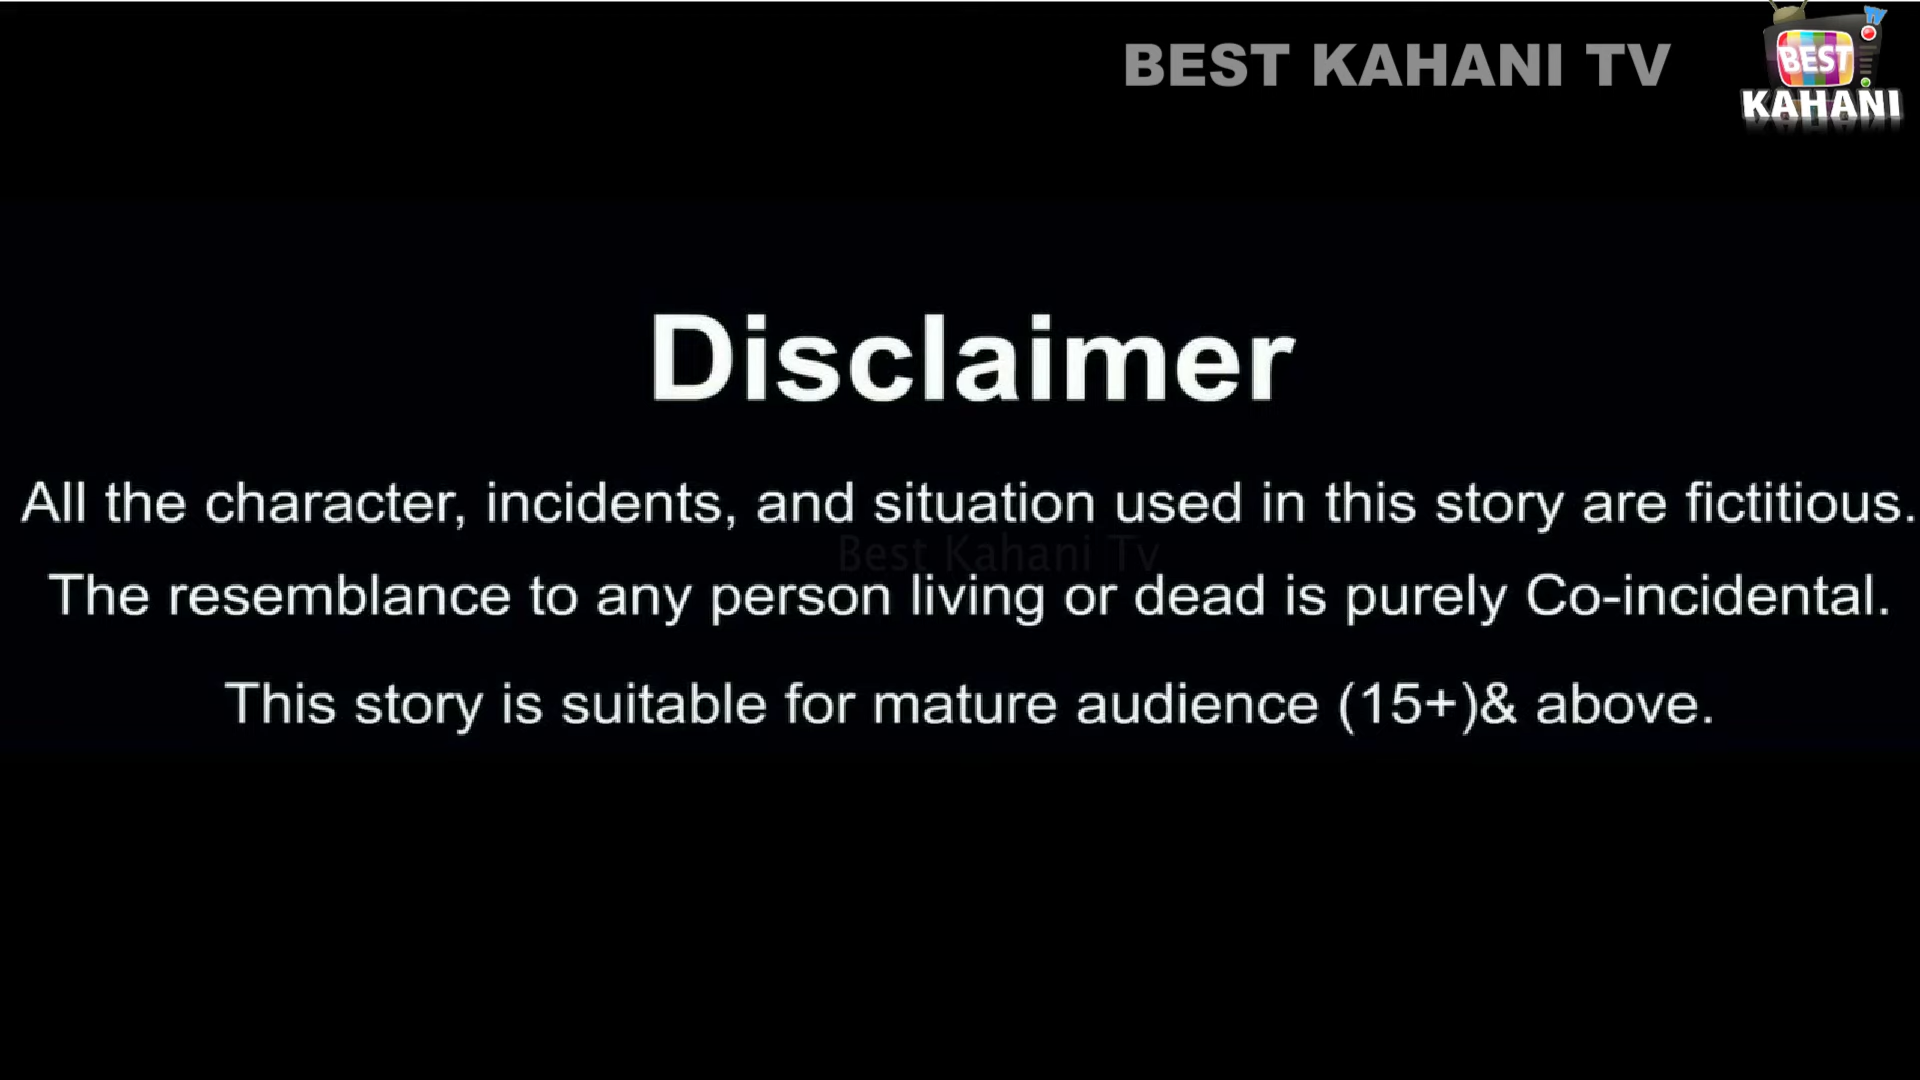 BEST KAHANI TV
TV
BEST
KAHANI
Disclaimer
All the character, incidents, and situation used in this story are fictitious.
Best Kahani Tv
The resemblance to any person living or dead is purely Co-incidental.
This story is suitable for mature audience (15+)& above.